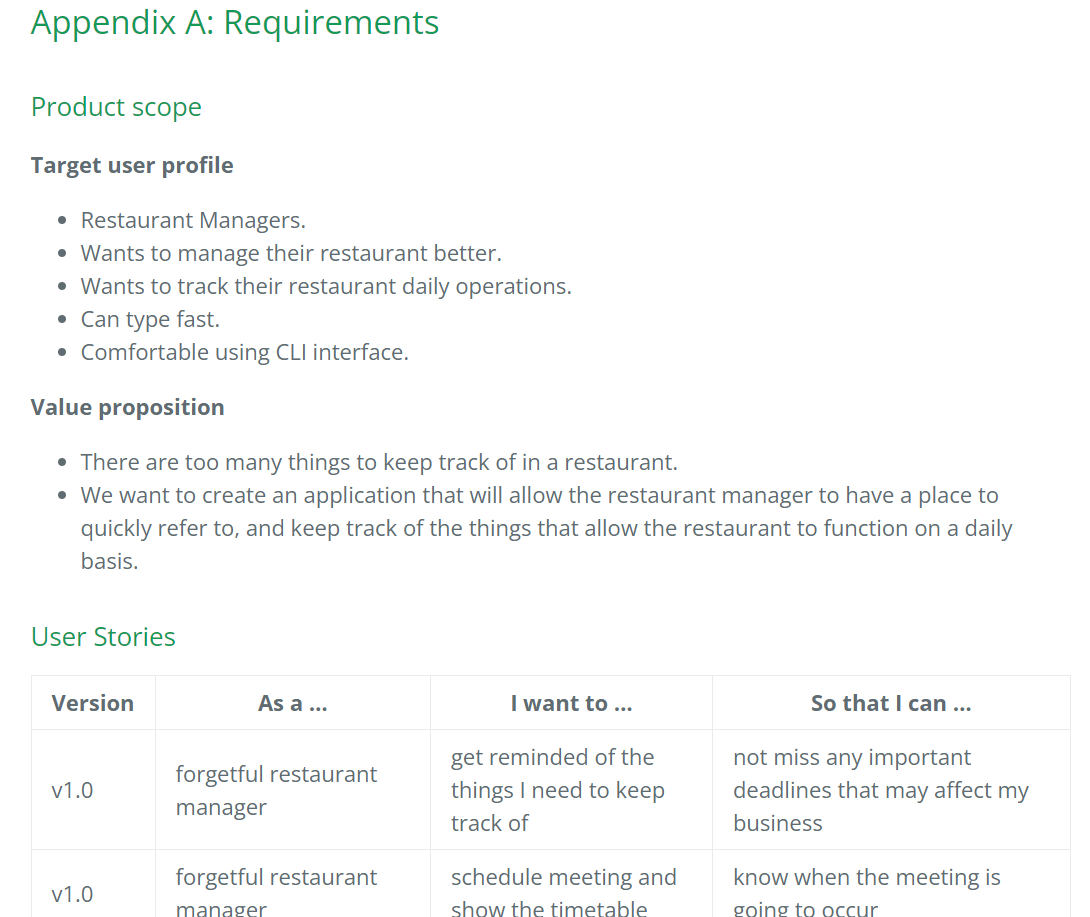 Appendix A: Requirements
Product scope
Target user profile
Restaurant Managers.
Wants to manage their restaurant better.
Wants to track their restaurant daily operations.
Can type fast.
Comfortable using CLI interface.
Value proposition
There are too many things to keep track of in a restaurant.
We want to create an application that will allow the restaurant manager to have a place to
quickly refer to, and keep track of the things that allow the restaurant to function on a daily
basis.
User Stories
Version As a ... I want to ... So that I can ...
v1.0
forgetful restaurant
manager
get reminded of the
things I need to keep
track of
not miss any important
deadlines that may affect my
business
v1.0
forgetful restaurant
manager
schedule meeting and
show the timetable
know when the meeting is
going to occur